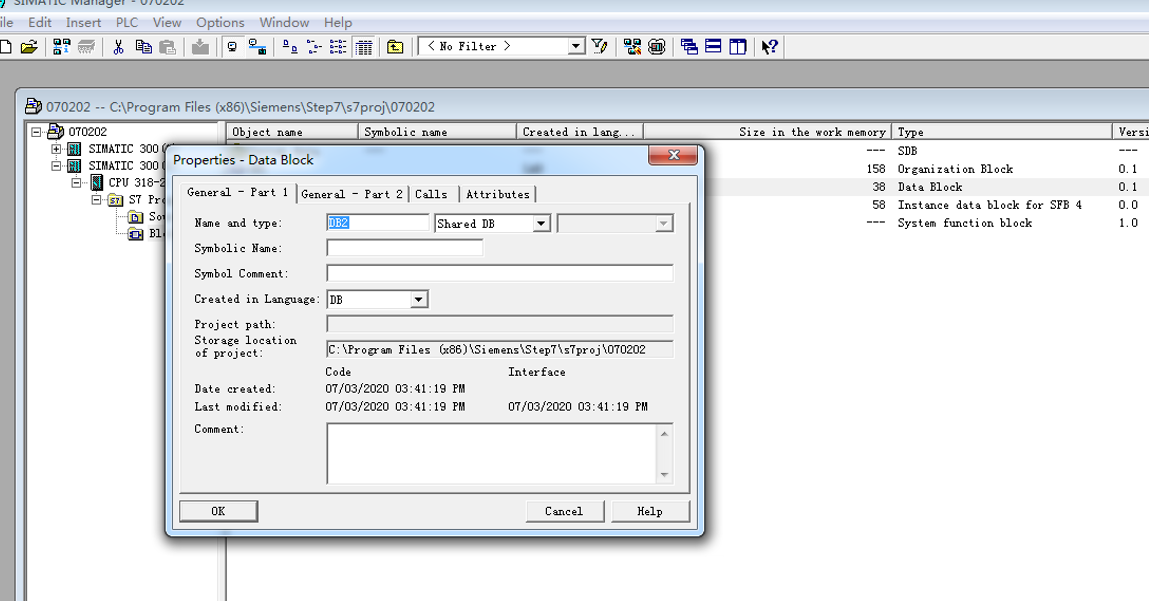 SIMATIC Manager - 070202
ile Edit Insert PLC View Options Window Help
< No Filter >
070202 -- C:\Program Files (x86)\Siemens\Step7\s7proj\070202
070202
SIMATIC 300
SIMATIC 300
CPU 318-2
S7 Pro
Sou
Blo
Object name Symbolic name Created in lang... Size in the work memory Type Versi
--- SDB ---
158 Organization Block 0.1
38 Data Block 0.1
58 Instance data block for SFB 4 0.0
--- System function block 1.0
Properties - Data Block
General - Part 1 General - Part 2 Calls Attributes
Name and type: DB2 Shared DB
Symbolic Name:
Symbol Comment:
Created in Language: DB
Project path:
Storage location
of project: C:\Program Files (x86)\Siemens\Step7\s7proj\070202
Code Interface
Date created: 07/03/2020 03:41:19 PM
Last modified: 07/03/2020 03:41:19 PM 07/03/2020 03:41:19 PM
Comment:
OK Cancel Help